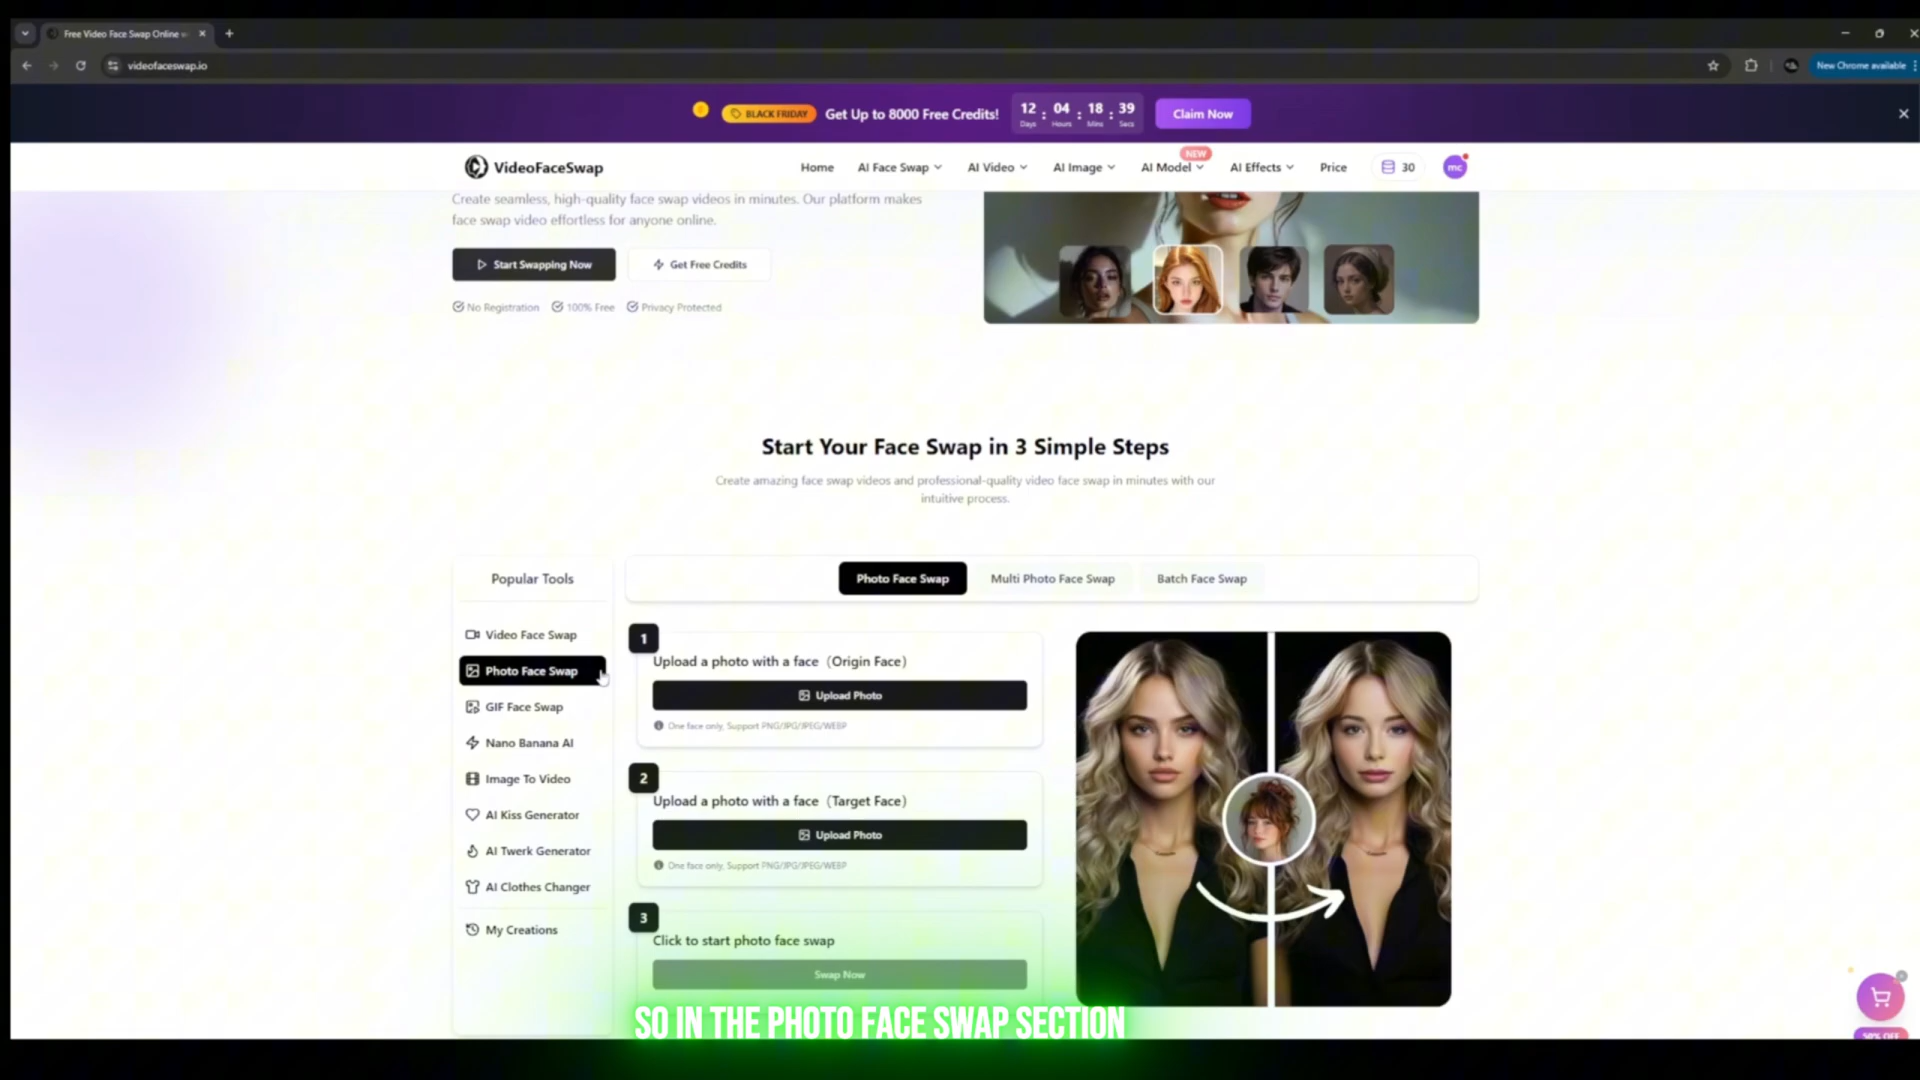 Free Video Face Swap Online w
videofaceswap.io
New Chrome available
BLACK FRIDAY
Get Up to 8000 Free Credits!
12 : 04 : 18 : 39
Days Hours Mins Secs
Claim Now
VideoFaceSwap
Home
AI Face Swap
AI Video
AI Image
AI Model
NEW
AI Effects
Price
30
mc
Create seamless, high-quality face swap videos in minutes. Our platform makes
face swap video effortless for anyone online.
Start Swapping Now
Get Free Credits
No Registration
100% Free
Privacy Protected
Start Your Face Swap in 3 Simple Steps
Create amazing face swap videos and professional-quality video face swap in minutes with our
intuitive process.
Popular Tools
Video Face Swap
Photo Face Swap
GIF Face Swap
Nano Banana AI
Image To Video
AI Kiss Generator
AI Twerk Generator
AI Clothes Changer
My Creations
Photo Face Swap
Multi Photo Face Swap
Batch Face Swap
1
Upload a photo with a face（Origin Face）
Upload Photo
One face only, Support PNG/JPG/JPEG/WEBP
2
Upload a photo with a face（Target Face）
Upload Photo
One face only, Support PNG/JPG/JPEG/WEBP
3
Click to start photo face swap
Swap Now
50% OFF
SO IN THE PHOTO FACE SWAP SECTION